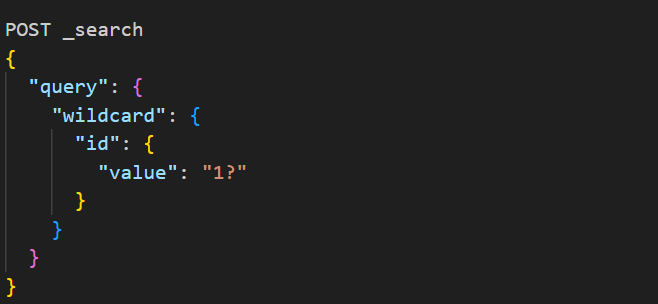 POST _search
{
  "query": {
    "wildcard": {
      "id": {
        "value": "1?"
      }
    }
  }
}